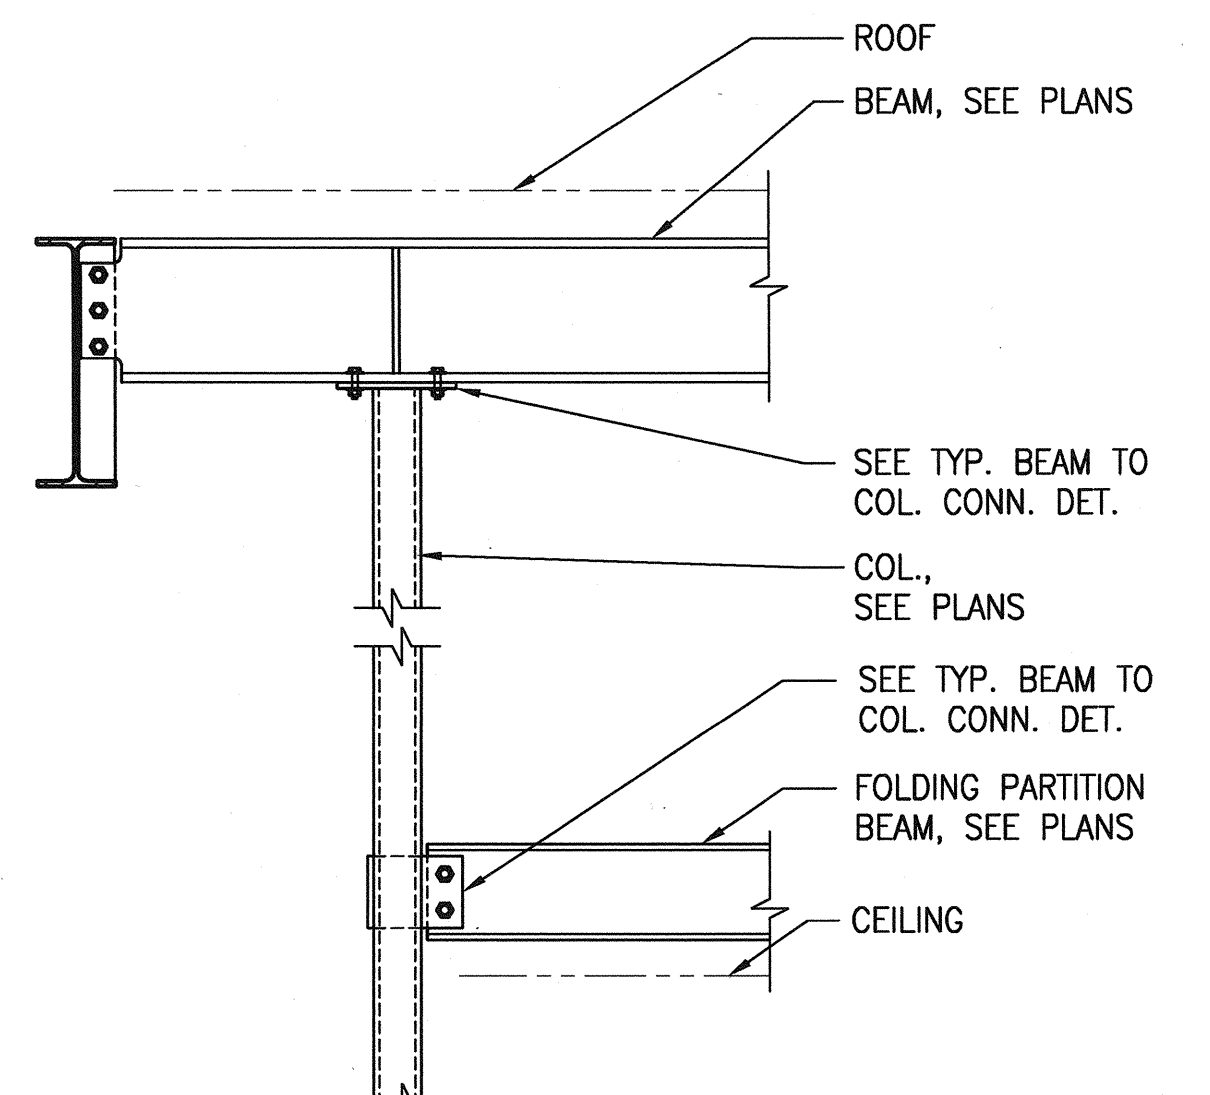 ROOF
BEAM, SEE PLANS
SEE TYP. BEAM TO
COL. CONN. DET.
COL.,
SEE PLANS
SEE TYP. BEAM TO
COL. CONN. DET.
FOLDING PARTITION
BEAM, SEE PLANS
CEILING